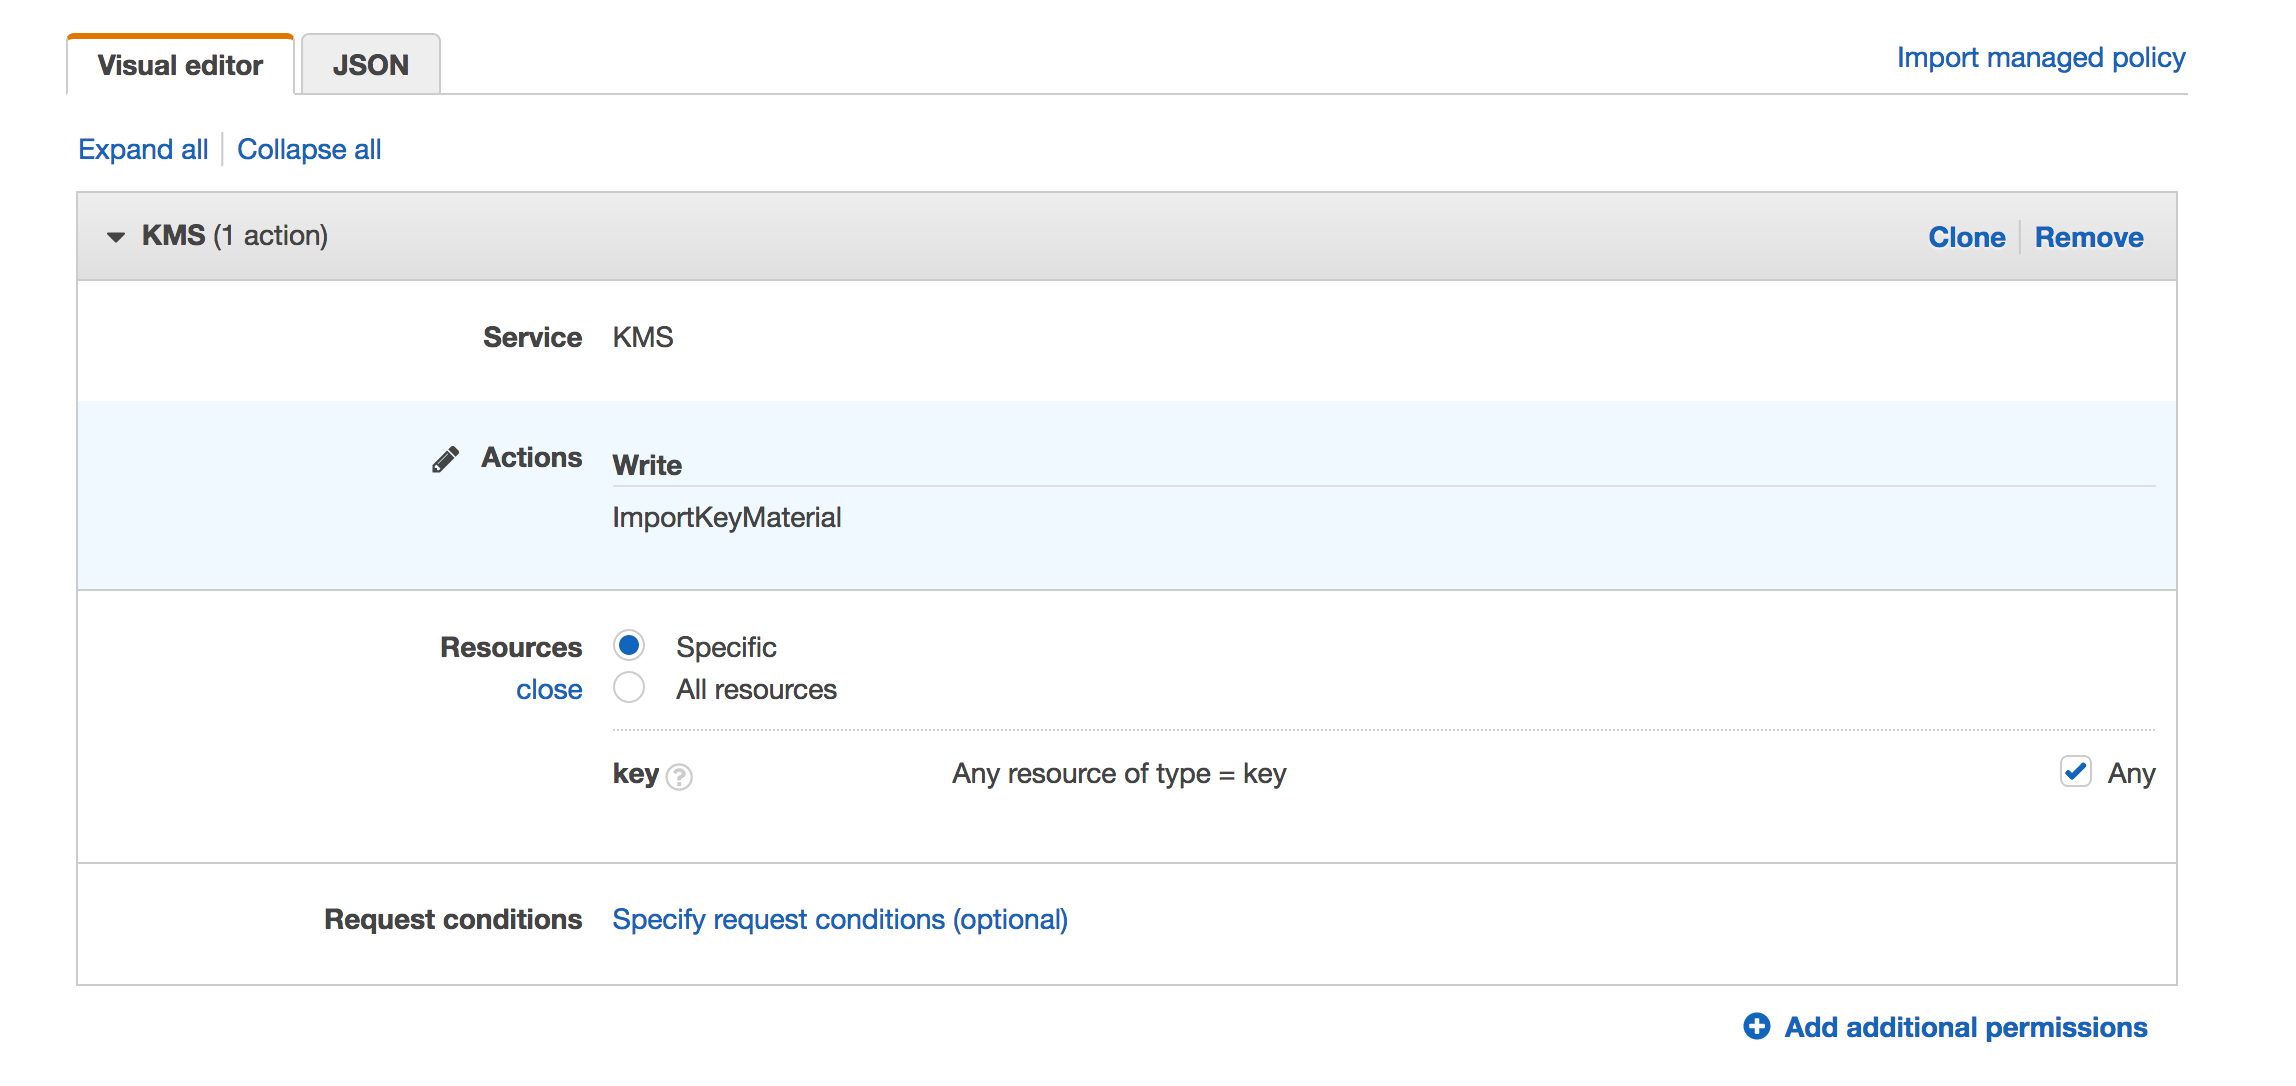 Visual editor
JSON
Import managed policy
Expand all
Collapse all
KMS (1 action)
Clone
Remove
Service KMS
Actions Write
ImportKeyMaterial
Resources Specific
close All resources
key ? Any resource of type = key Any
Request conditions Specify request conditions (optional)
Add additional permissions